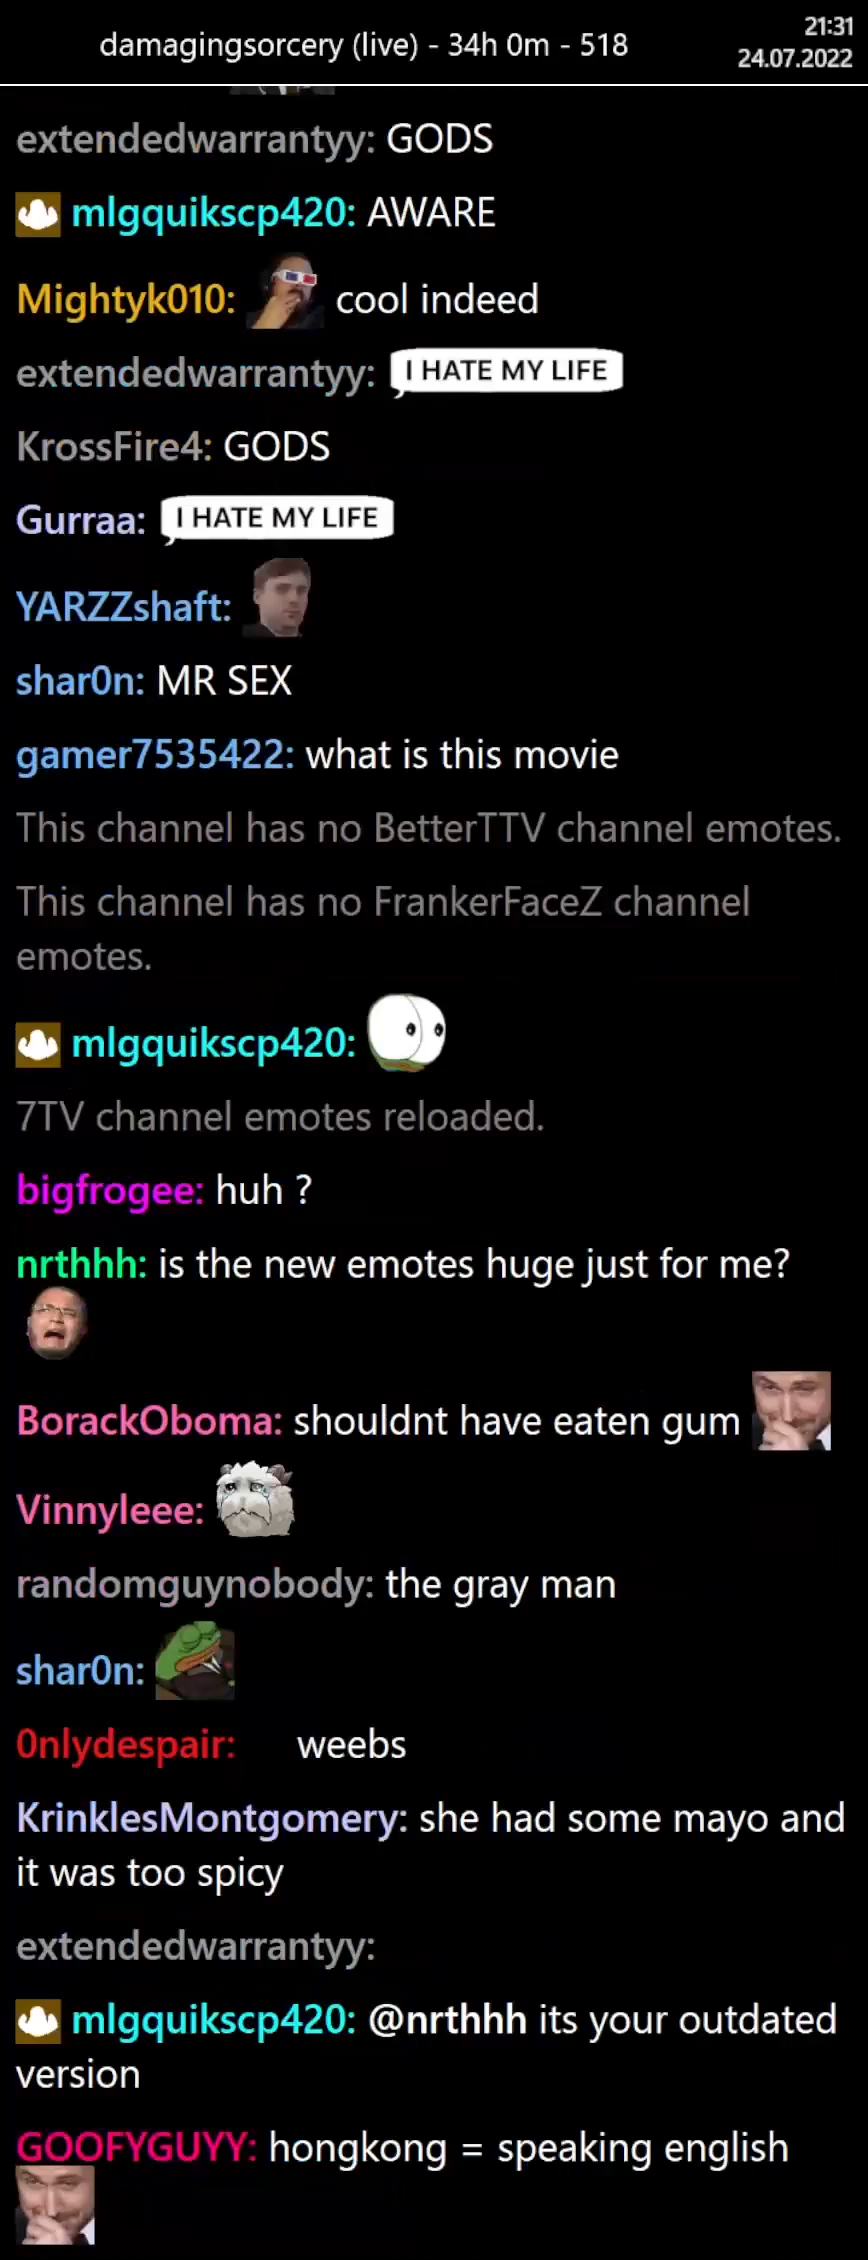 damagingsorcery (live) - 34h 0m - 518
21:31
24.07.2022
extendedwarrantyy: GODS
mlgquikscp420: AWARE
Mightyk010: cool indeed
extendedwarrantyy: I HATE MY LIFE
KrossFire4: GODS
Gurraa: I HATE MY LIFE
YARZZshaft:
shar0n: MR SEX
gamer7535422: what is this movie
This channel has no BetterTTV channel emotes.
This channel has no FrankerFaceZ channel
emotes.
mlgquikscp420:
7TV channel emotes reloaded.
bigfrogee: huh ?
nrthhh: is the new emotes huge just for me?
BorackOboma: shouldnt have eaten gum
Vinnyleee:
randomguynobody: the gray man
shar0n:
0nlydespair: weebs
KrinklesMontgomery: she had some mayo and
it was too spicy
extendedwarrantyy:
mlgquikscp420: @nrthhh its your outdated
version
GOOFYGUYY: hongkong = speaking english